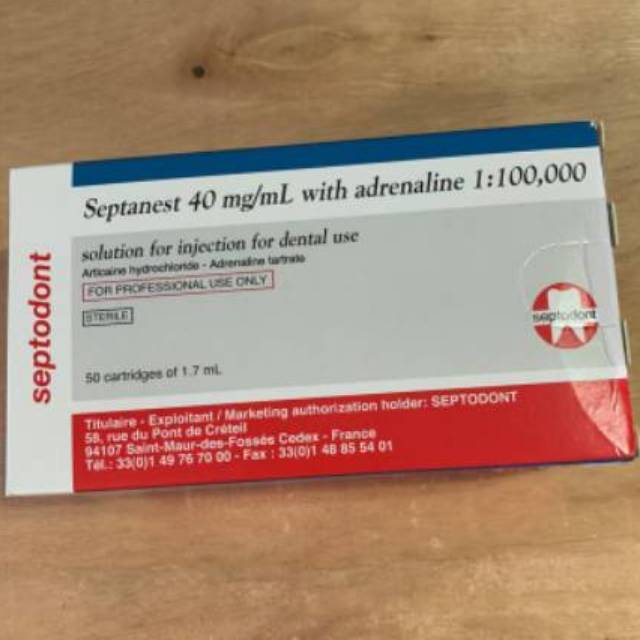 septodont
Septanest 40 mg/mL with adrenaline 1:100,000
solution for injection for dental use
Articaine hydrochloride - Adrenaline tartrate
FOR PROFESSIONAL USE ONLY
STERILE
septodont
50 cartridges of 1.7 mL
Titulaire - Exploitant / Marketing authorization holder: SEPTODONT
58, rue du Pont de Créteil
94107 Saint-Maur-des-Fossés Cedex - France
Tél.: 33(0)1 49 76 70 00 - Fax : 33(0)1 48 85 54 01